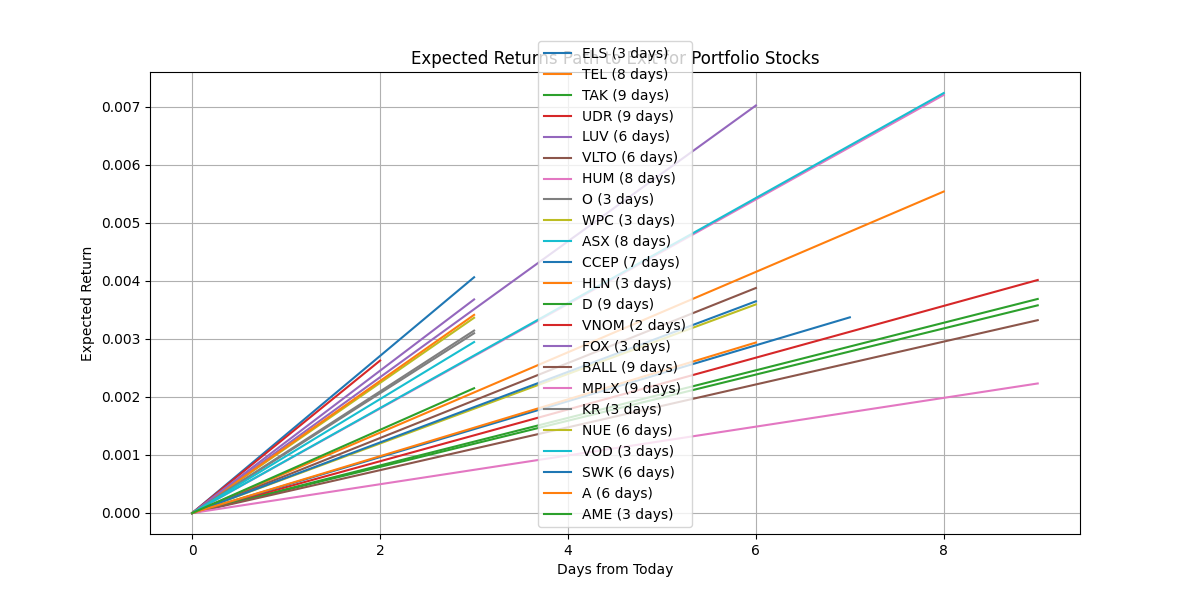 Expected Returns Path to Exit for Portfolio Stocks
ELS (3 days)
TEL (8 days)
TAK (9 days)
UDR (9 days)
LUV (6 days)
VLTO (6 days)
HUM (8 days)
O (3 days)
WPC (3 days)
ASX (8 days)
CCEP (7 days)
HLN (3 days)
D (9 days)
VNOM (2 days)
FOX (3 days)
BALL (9 days)
MPLX (9 days)
KR (3 days)
NUE (6 days)
VOD (3 days)
SWK (6 days)
A (6 days)
AME (3 days)
Expected Return
0.007
0.006
0.005
0.004
0.003
0.002
0.001
0.000
0
2
4
6
8
Days from Today